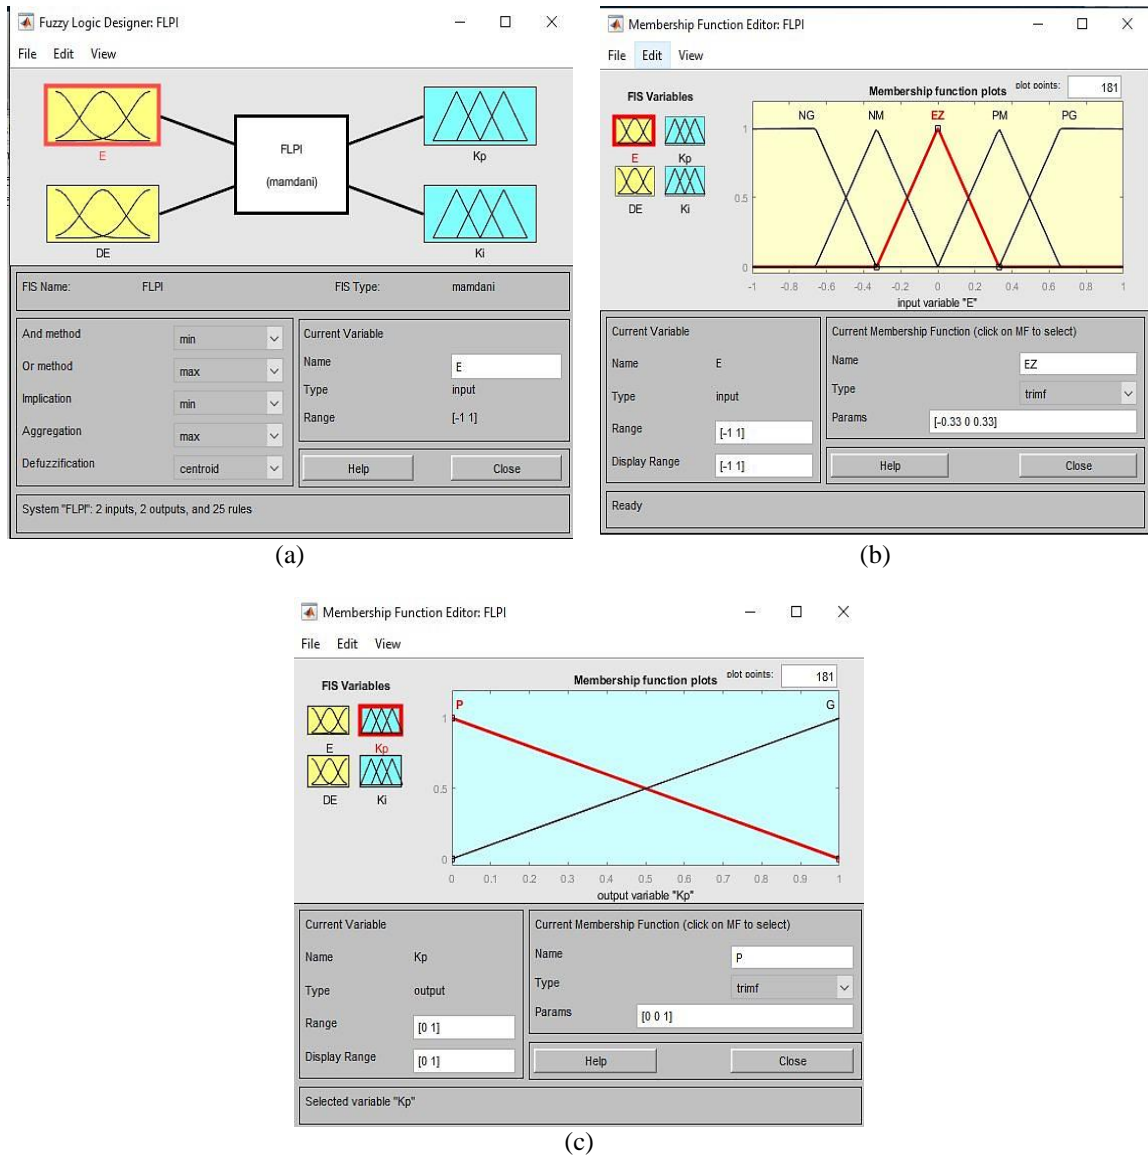 Fuzzy Logic Designer: FLPI
File Edit View
E
DE
FLPI
(mamdani)
Kp
Ki
FIS Name: FLPI FIS Type: mamdani
And method min
Or method max
Implication min
Aggregation max
Defuzzification centroid
Current Variable
Name E
Type input
Range [-1 1]
Help Close
System "FLPI": 2 inputs, 2 outputs, and 25 rules
(a)
Membership Function Editor: FLPI
File Edit View
FIS Variables
E Kp
DE Ki
Membership function plots plot points: 181
NG NM EZ PM PG
1
0.5
0
-1 -0.8 -0.6 -0.4 -0.2 0 0.2 0.4 0.6 0.8 1
input variable "E"
Current Variable
Name E
Type input
Range [-1 1]
Display Range [-1 1]
Current Membership Function (click on MF to select)
Name EZ
Type trimf
Params [-0.33 0 0.33]
Help Close
Ready
(b)
Membership Function Editor: FLPI
File Edit View
FIS Variables
E Kp
DE Ki
Membership function plots plot points: 181
P G
1
0.5
0
0 0.1 0.2 0.3 0.4 0.5 0.6 0.7 0.8 0.9 1
output variable "Kp"
Current Variable
Name Kp
Type output
Range [0 1]
Display Range [0 1]
Current Membership Function (click on MF to select)
Name P
Type trimf
Params [0 0 1]
Help Close
Selected variable "Kp"
(c)